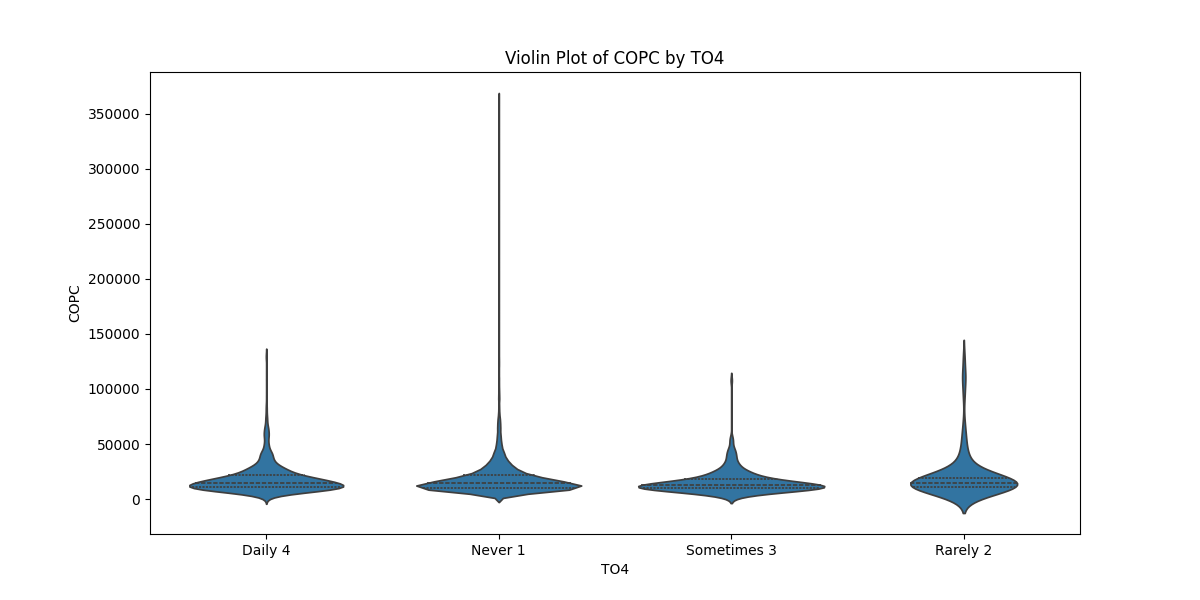 Violin Plot of COPC by TO4
COPC
350000
300000
250000
200000
150000
100000
50000
0
Daily 4
Never 1
Sometimes 3
Rarely 2
TO4